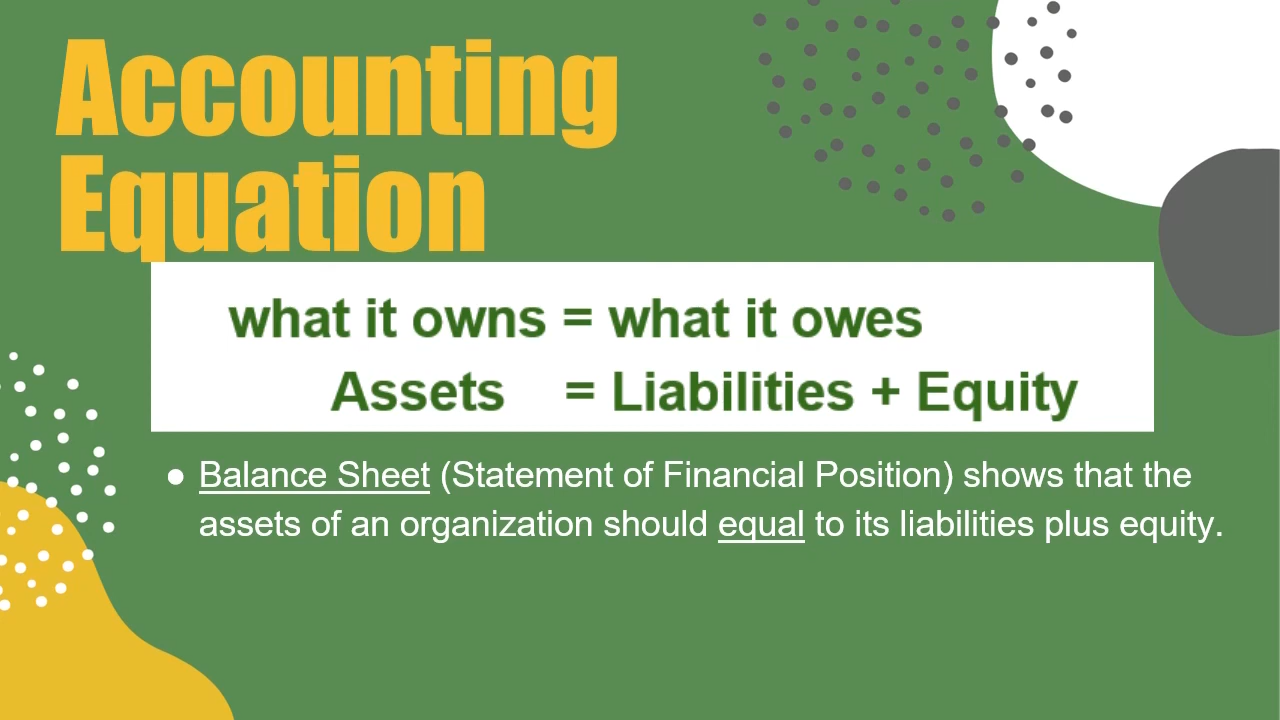 Accounting
Equation
what it owns = what it owes
Assets = Liabilities + Equity
● Balance Sheet (Statement of Financial Position) shows that the
assets of an organization should equal to its liabilities plus equity.